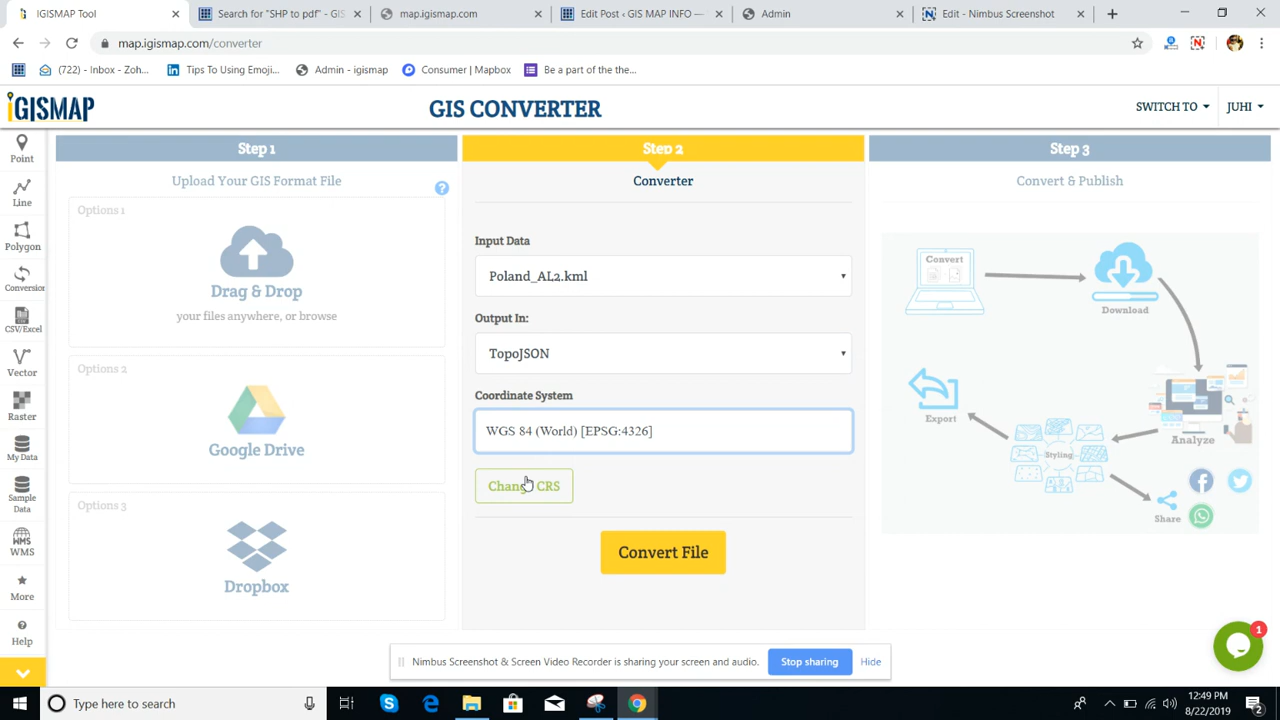 IGISMAP Tool
Search for "SHP to pdf" - GIS
map.igismap.com
Edit Post ‹ GIS MAP INFO —
Admin
Edit - Nimbus Screenshot
map.igismap.com/converter
(722) - Inbox - Zoh...
Tips To Using Emoji...
Admin - igismap
Consumer | Mapbox
Be a part of the the...
iGISMAP
GIS CONVERTER
SWITCH TO
JUHI
Point
Line
Polygon
Conversion
CSV/Excel
Vector
Raster
My Data
Sample
Data
WMS
More
Help
Step 1
Upload Your GIS Format File
?
Options 1
Drag & Drop
your files anywhere, or browse
Options 2
Google Drive
Options 3
Dropbox
Step 2
Converter
Input Data
Poland_AL2.kml
Output In:
TopoJSON
Coordinate System
WGS 84 (World) [EPSG:4326]
Change CRS
Convert File
Step 3
Convert & Publish
Convert
Download
Export
Styling
Analyze
Share
1
Nimbus Screenshot & Screen Video Recorder is sharing your screen and audio.
Stop sharing
Hide
Type here to search
12:49 PM
8/22/2019
2